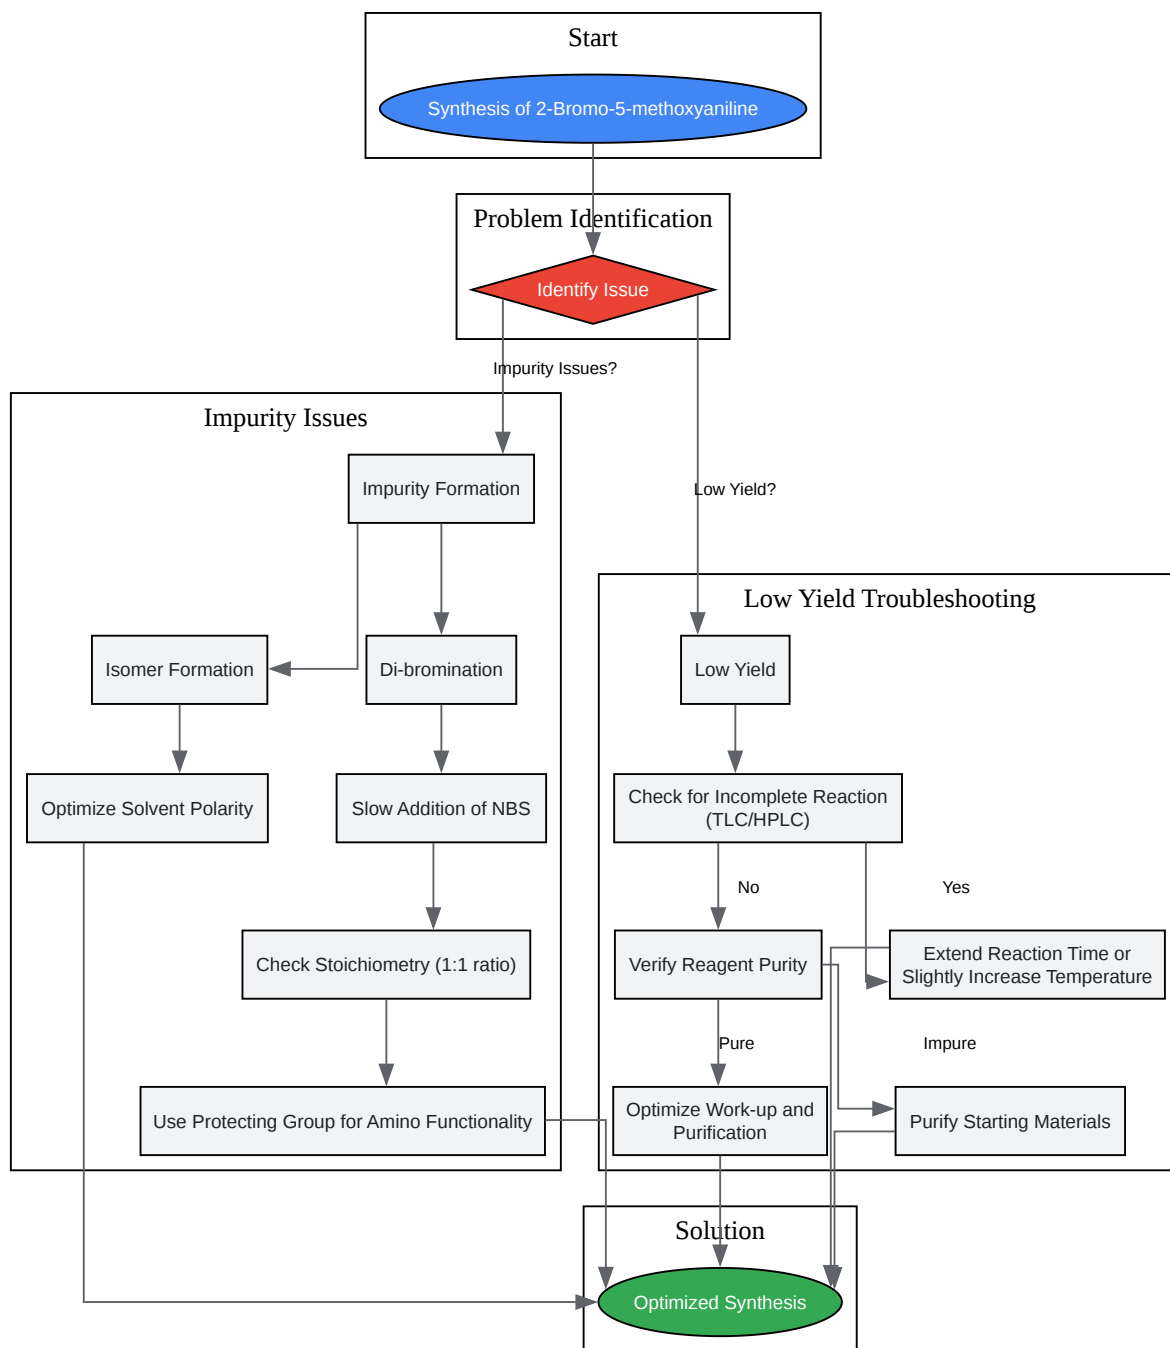 Start
Synthesis of 2-Bromo-5-methoxyaniline
Problem Identification
Identify Issue
Impurity Issues?
Impurity Issues
Impurity Formation
Low Yield?
Low Yield Troubleshooting
Isomer Formation
Di-bromination
Low Yield
Optimize Solvent Polarity
Slow Addition of NBS
Check for Incomplete Reaction
(TLC/HPLC)
No
Yes
Check Stoichiometry (1:1 ratio)
Verify Reagent Purity
Extend Reaction Time or
Slightly Increase Temperature
Pure
Impure
Use Protecting Group for Amino Functionality
Optimize Work-up and
Purification
Purify Starting Materials
Solution
Optimized Synthesis